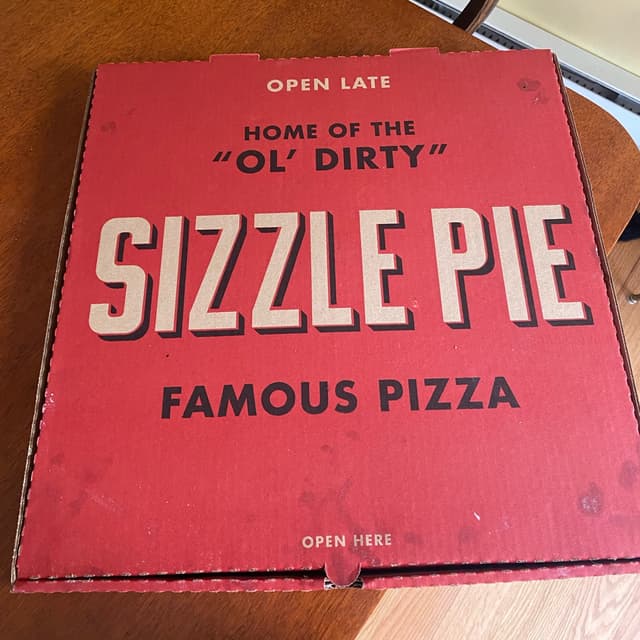 OPEN LATE
HOME OF THE
"OL' DIRTY"
SIZZLE PIE
FAMOUS PIZZA
OPEN HERE